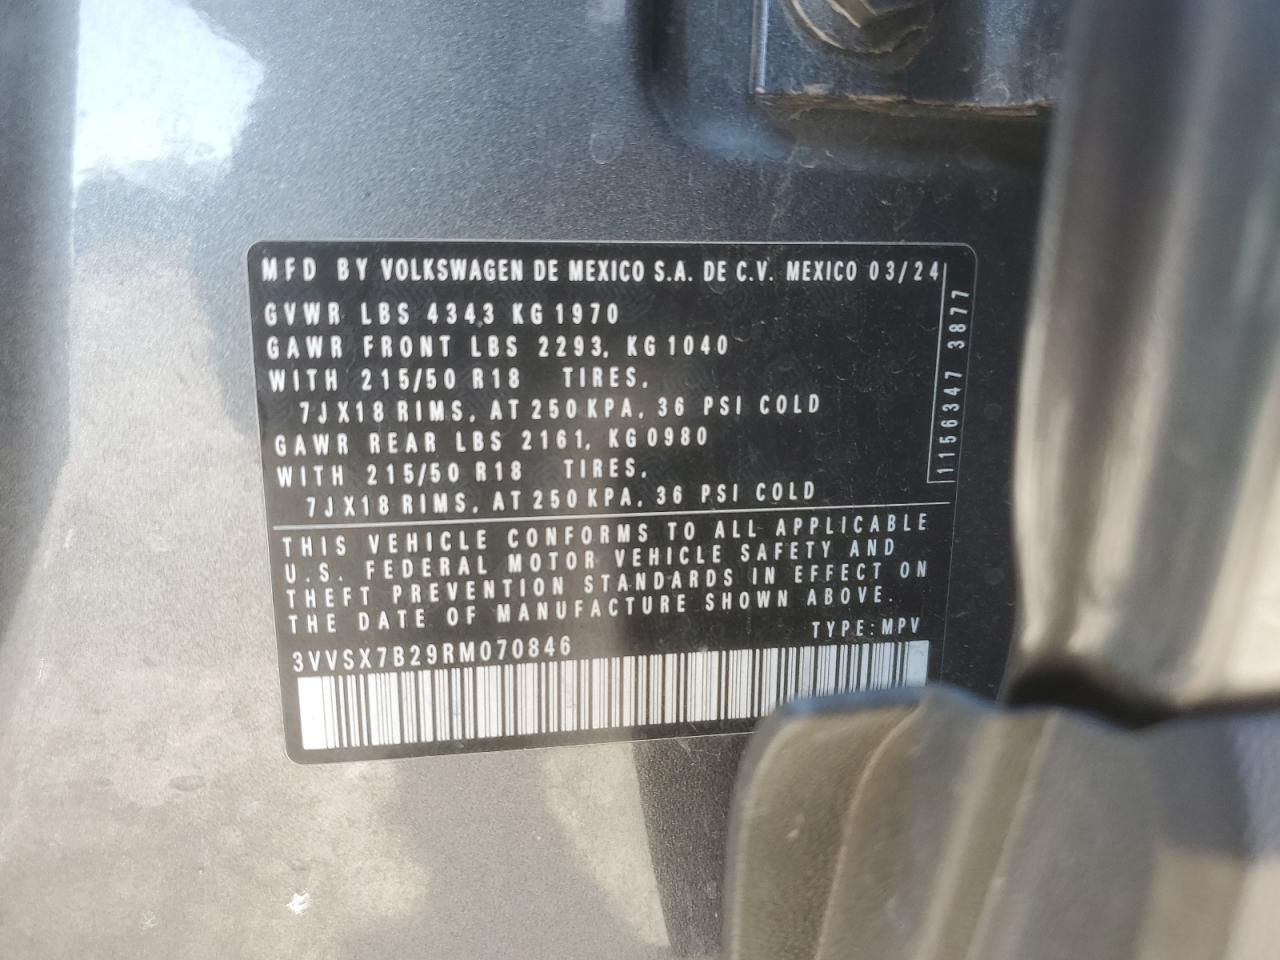 MFD BY VOLKSWAGEN DE MEXICO S.A. DE C.V. MEXICO 03/24
GVWR LBS 4343 KG 1970
GAWR FRONT LBS 2293, KG 1040
WITH 215/50 R18 TIRES,
7JX18 RIMS, AT 250 KPA, 36 PSI COLD
GAWR REAR LBS 2161, KG 0980
WITH 215/50 R18 TIRES,
7JX18 RIMS, AT 250 KPA, 36 PSI COLD
1156347 3877
THIS VEHICLE CONFORMS TO ALL APPLICABLE
U.S. FEDERAL MOTOR VEHICLE SAFETY AND
THEFT PREVENTION STANDARDS IN EFFECT ON
THE DATE OF MANUFACTURE SHOWN ABOVE.
TYPE: MPV
3VVSX7B29RM070846